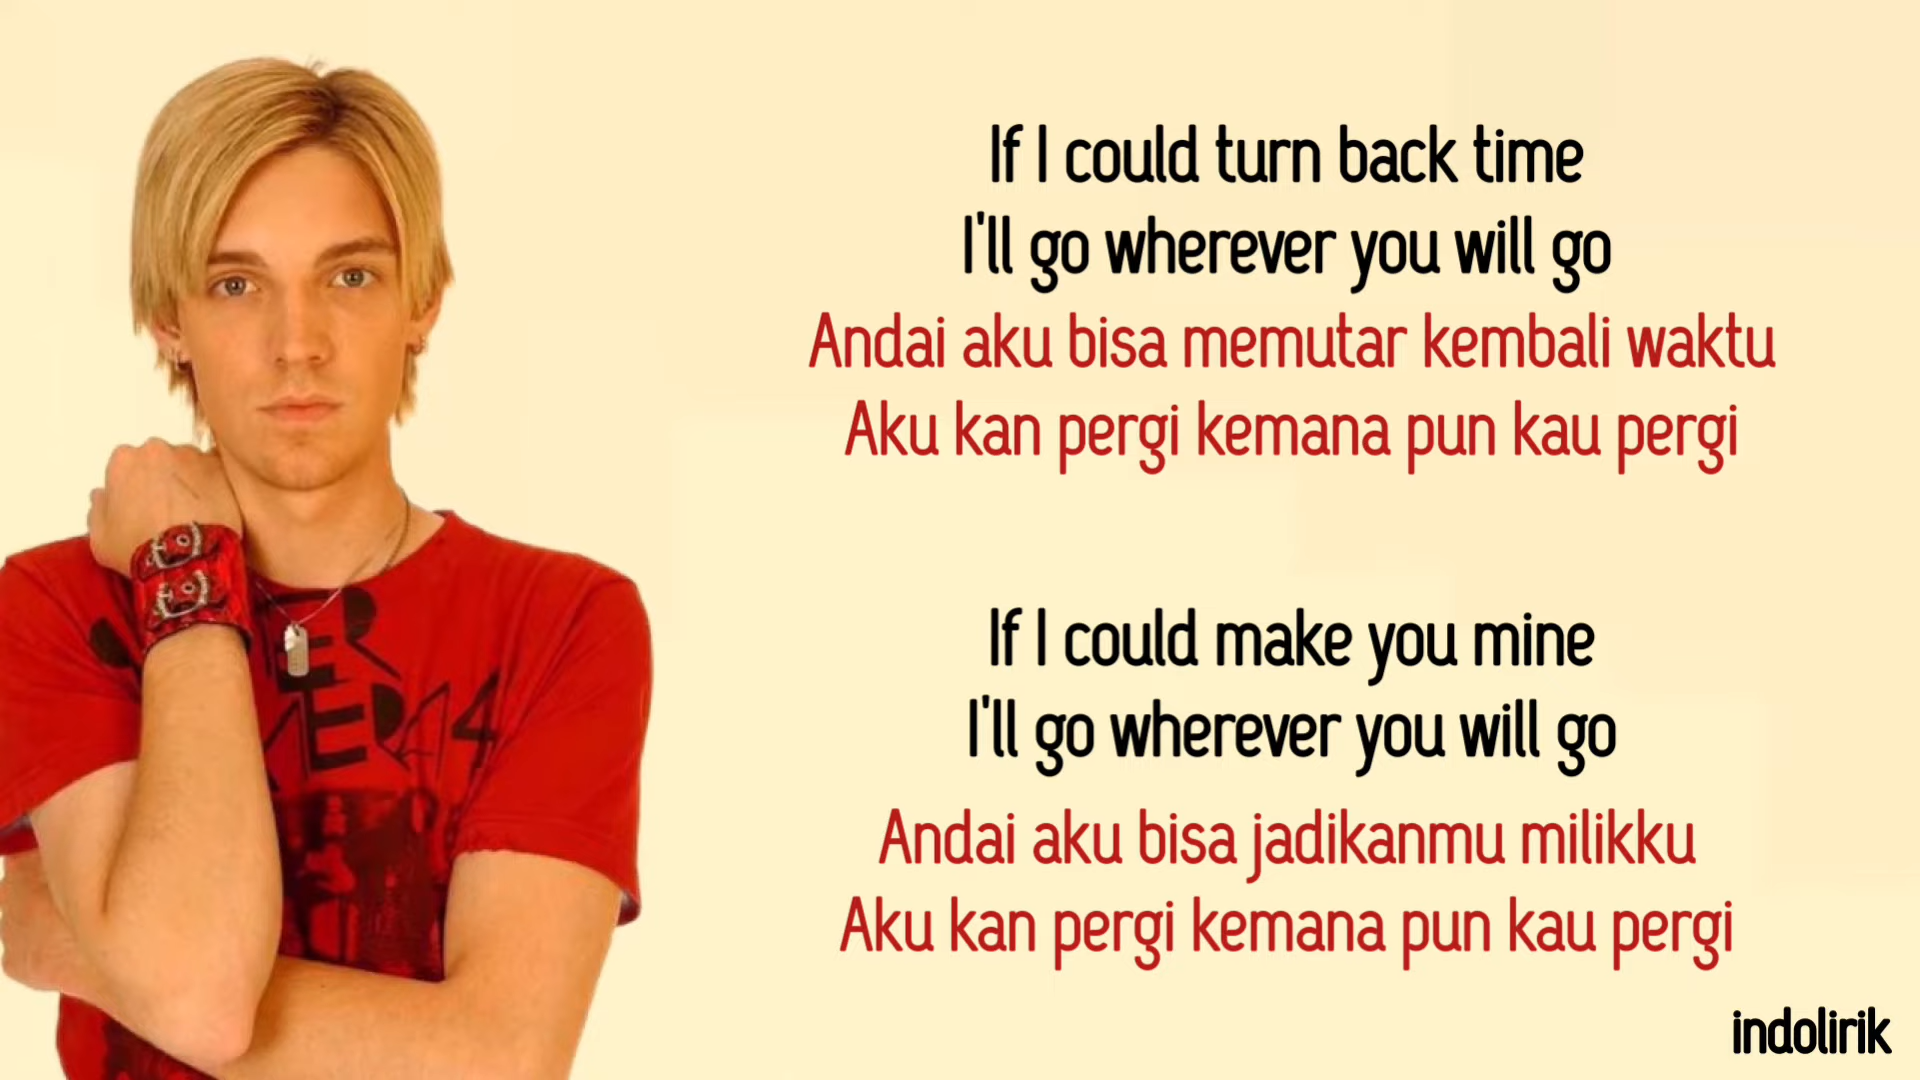 If I could turn back time
I'll go wherever you will go
Andai aku bisa memutar kembali waktu
Aku kan pergi kemana pun kau pergi
If I could make you mine
I'll go wherever you will go
Andai aku bisa jadikanmu milikku
Aku kan pergi kemana pun kau pergi
indolirik